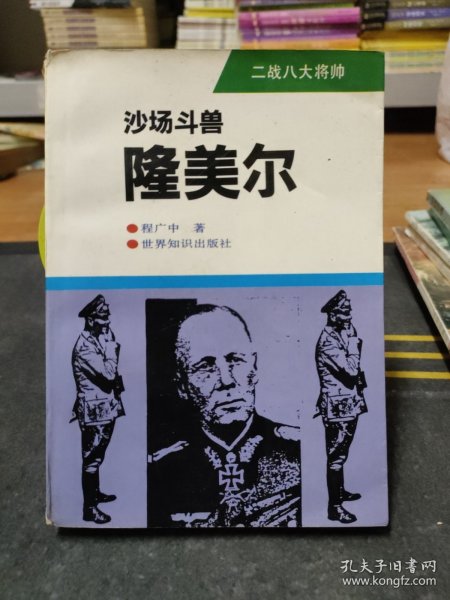 二战八大将帅
沙场斗兽
隆美尔
●程广中 著
●世界知识出版社
孔夫子旧书网
www.kongfz.com